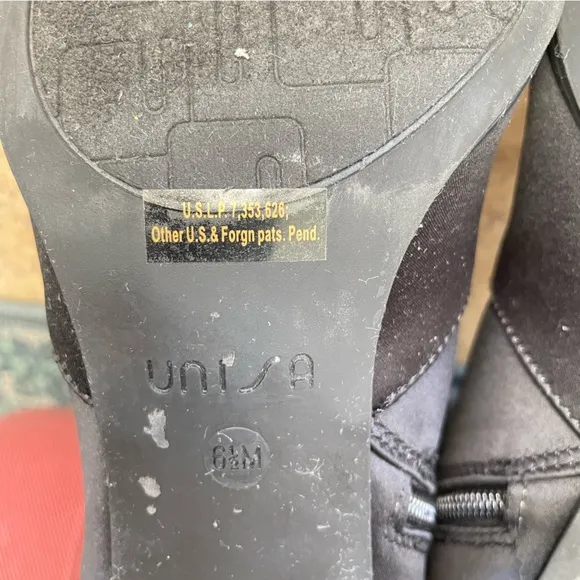 U.S.L.P. 7,353,626;
Other U.S.& Forgn pats. Pend.
UNISA
6½M